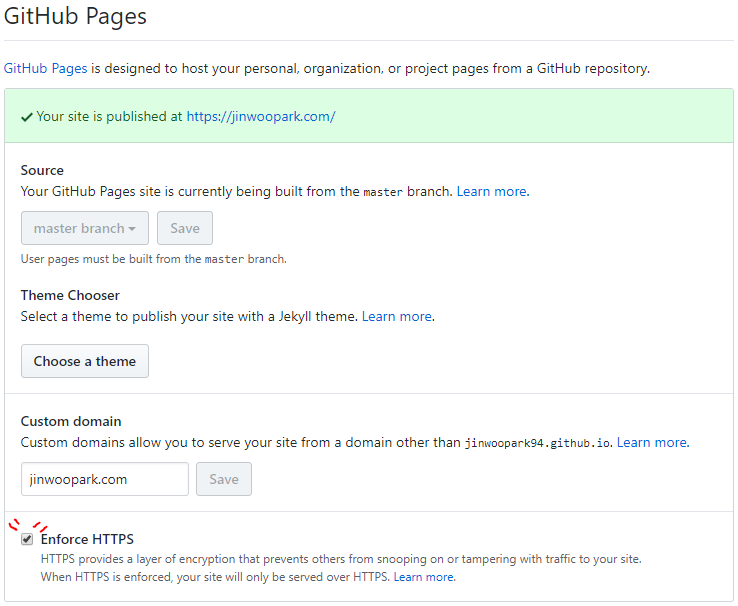 GitHub Pages
GitHub Pages is designed to host your personal, organization, or project pages from a GitHub repository.
Your site is published at https://jinwoopark.com/
Source
Your GitHub Pages site is currently being built from the master branch. Learn more.
master branch Save
User pages must be built from the master branch.
Theme Chooser
Select a theme to publish your site with a Jekyll theme. Learn more.
Choose a theme
Custom domain
Custom domains allow you to serve your site from a domain other than jinwoopark94.github.io. Learn more.
jinwoopark.com Save
Enforce HTTPS
HTTPS provides a layer of encryption that prevents others from snooping on or tampering with traffic to your site.
When HTTPS is enforced, your site will only be served over HTTPS. Learn more.